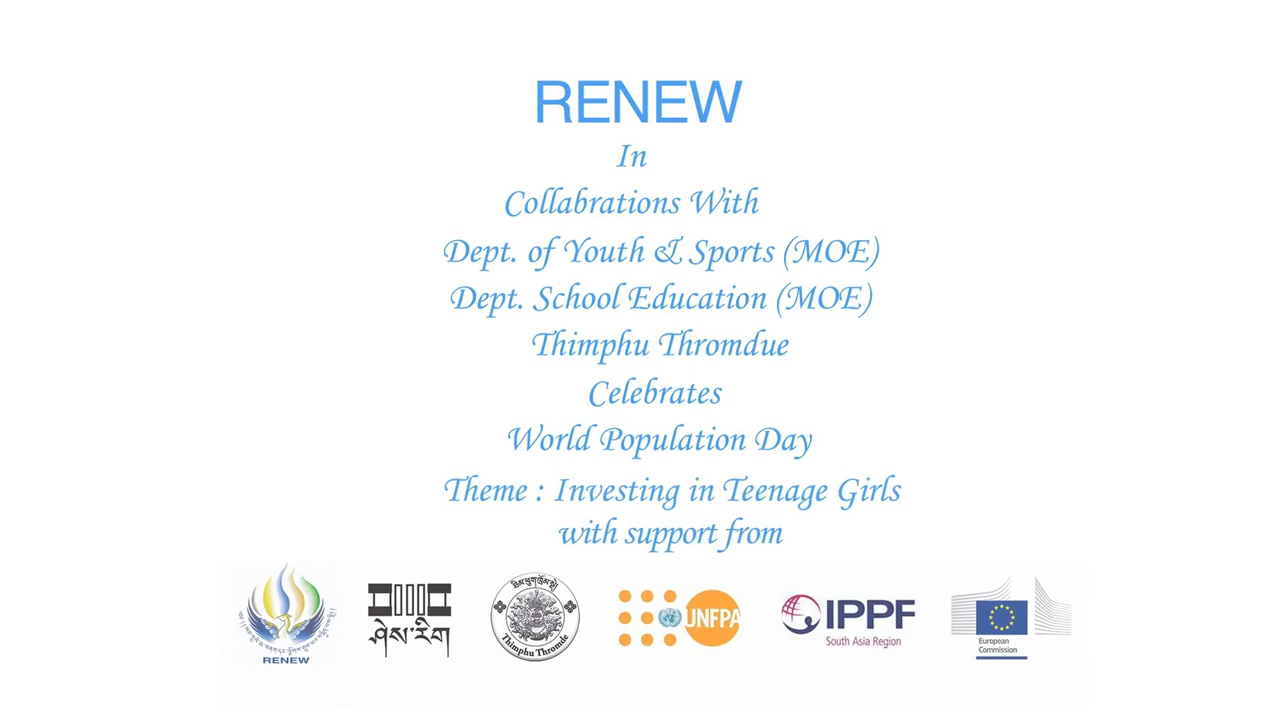 RENEW
In
Collabrations With
Dept. of Youth & Sports (MOE)
Dept. School Education (MOE)
Thimphu Thromdue
Celebrates
World Population Day
Theme : Investing in Teenage Girls
with support from
RENEW
ཤེས་རིག
Thimphu Thromde
UNFPA
IPPF
South Asia Region
European
Commission